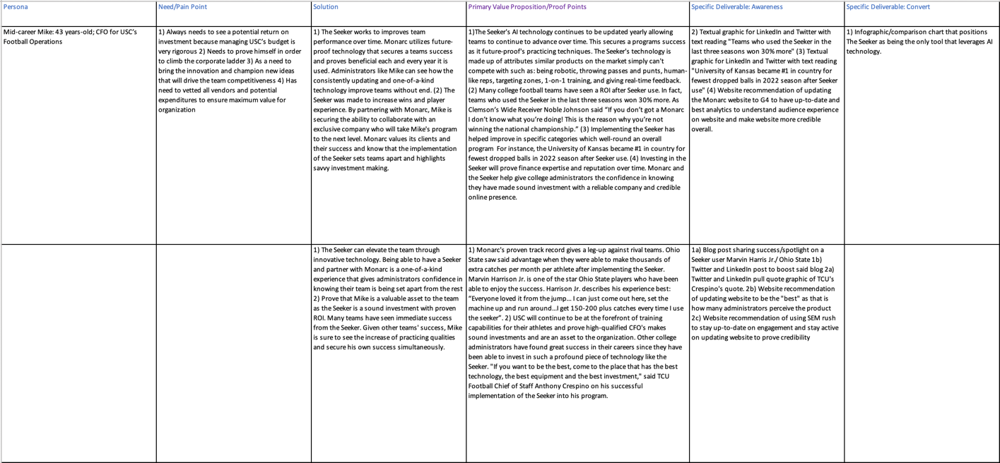 Persona
Need/Pain Point
Solution
Primary Value Proposition/Proof Points
Specific Deliverable: Awareness
Specific Deliverable: Convert
Mid-career Mike: 43 years-old; CFO for USC's
Football Operations
1) Always needs to see a potential return on
investment because managing USC's budget is
very rigorous 2) Needs to prove himself in order
to climb the corporate ladder 3) As a need to
bring the innovation and champion new ideas
that will drive the team competitiveness 4) Has
need to vetted all vendors and potential
expenditures to ensure maximum value for
organization
1) The Seeker works to improves team
performance over time. Monarc utilizes future-
proof technology that secures a teams success
and proves beneficial each and every year it is
used. Administrators like Mike can see how the
consistently updating and one-of-a-kind
technology improve teams without end. (2) The
Seeker was made to increase wins and player
experience. By partnering with Monarc, Mike is
securing the ability to collaborate with an
exclusive company who will take Mike's program
to the next level. Monarc values its clients and
their success and know that the implementation
of the Seeker sets teams apart and highlights
savvy investment making.
1)The Seeker's AI technology continues to be updated yearly allowing
teams to continue to advance over time. This secures a programs success
as it future-proof's practicing techniques. The Seeker's technology is
made up of attributes similar products on the market simply can't
compete with such as: being robotic, throwing passes and punts, human-
like reps, targeting zones, 1-on-1 training, and giving real-time feedback.
(2) Many college football teams have seen a ROI after Seeker use. In fact,
teams who used the Seeker in the last three seasons won 30% more. As
Clemson's Wide Receiver Noble Johnson said "If you don't got a Monarc
I don't know what you're doing! This is the reason why you're not
winning the national championship." (3) Implementing the Seeker has
helped improve in specific categories which well-round an overall
program  For instance, the University of Kansas became #1 in country for
fewest dropped balls in 2022 season after Seeker use. (4) Investing in the
Seeker will prove finance expertise and reputation over time. Monarc and
the Seeker help give college administrators the confidence in knowing
they have made sound investment with a reliable company and credible
online presence.
2) Textual graphic for LinkedIn and Twitter with
text reading "Teams who used the Seeker in the
last three seasons won 30% more" (3) Textual
graphic for LinkedIn and Twitter with text reading
"University of Kansas became #1 in country for
fewest dropped balls in 2022 season after Seeker
use" (4) Website recommendation of updating
the Monarc website to G4 to have up-to-date and
best analytics to understand audience experience
on website and make website more credible
overall.
1) Infographic/comparison chart that positions
The Seeker as being the only tool that leverages AI
technology.
1) The Seeker can elevate the team through
innovative technology. Being able to have a Seeker
and partner with Monarc is a one-of-a-kind
experience that gives administrators confidence in
knowing their team is being set apart from the rest
2) Prove that Mike is a valuable asset to the team
as the Seeker is a sound investment with proven
ROI. Many teams have seen immediate success
from the Seeker. Given other teams' success, Mike
is sure to see the increase of practicing qualities
and secure his own success simultaneously.
1) Monarc's proven track record gives a leg-up against rival teams. Ohio
State saw said advantage when they were able to make thousands of
extra catches per month per athlete after implementing the Seeker.
Marvin Harrison Jr. is one of the star Ohio State players who have been
able to enjoy the success. Harrison Jr. describes his experience best:
"Everyone loved it from the jump... I can just come out here, set the
machine up and run around...I get 150-200 plus catches every time I use
the seeker". 2) USC will continue to be at the forefront of training
capabilities for their athletes and prove high-qualified CFO's makes
sound investments and are an asset to the organization. Other college
administrators have found great success in their careers since they have
been able to invest in such a profound piece of technology like the
Seeker. "If you want to be the best, come to the place that has the best
technology, the best equipment and the best investment," said TCU
Football Chief of Staff Anthony Crespino on his successful
implementation of the Seeker into his program.
1a) Blog post sharing success/spotlight on a
Seeker user Marvin Harris Jr./ Ohio State 1b)
Twitter and LinkedIn post to boost said blog 2a)
Twitter and LinkedIn pull quote graphic of TCU's
Crespino's quote. 2b) Website recommendation
of updating website to be the "best" as that is
how many administrators perceive the product
2c) Website recommendation of using SEM rush
to stay up-to-date on engagement and stay active
on updating website to prove credibility